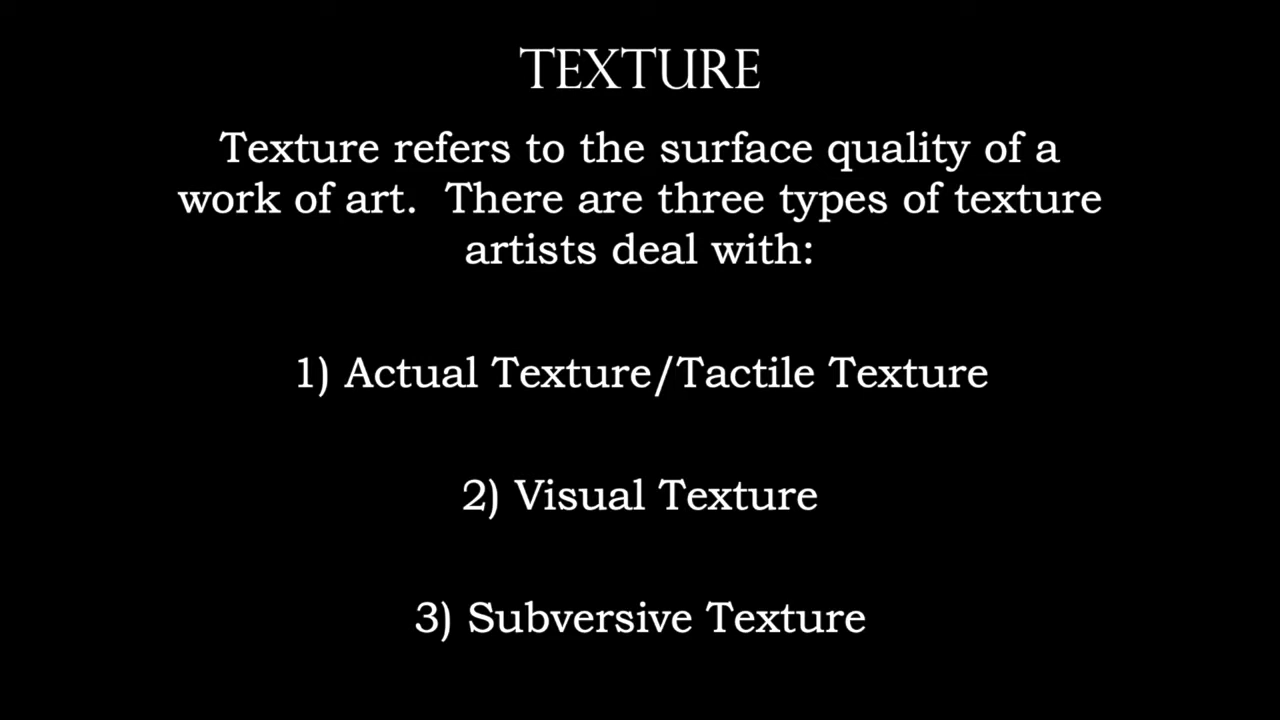 TEXTURE
Texture refers to the surface quality of a
work of art.  There are three types of texture
artists deal with:
1) Actual Texture/Tactile Texture
2) Visual Texture
3) Subversive Texture